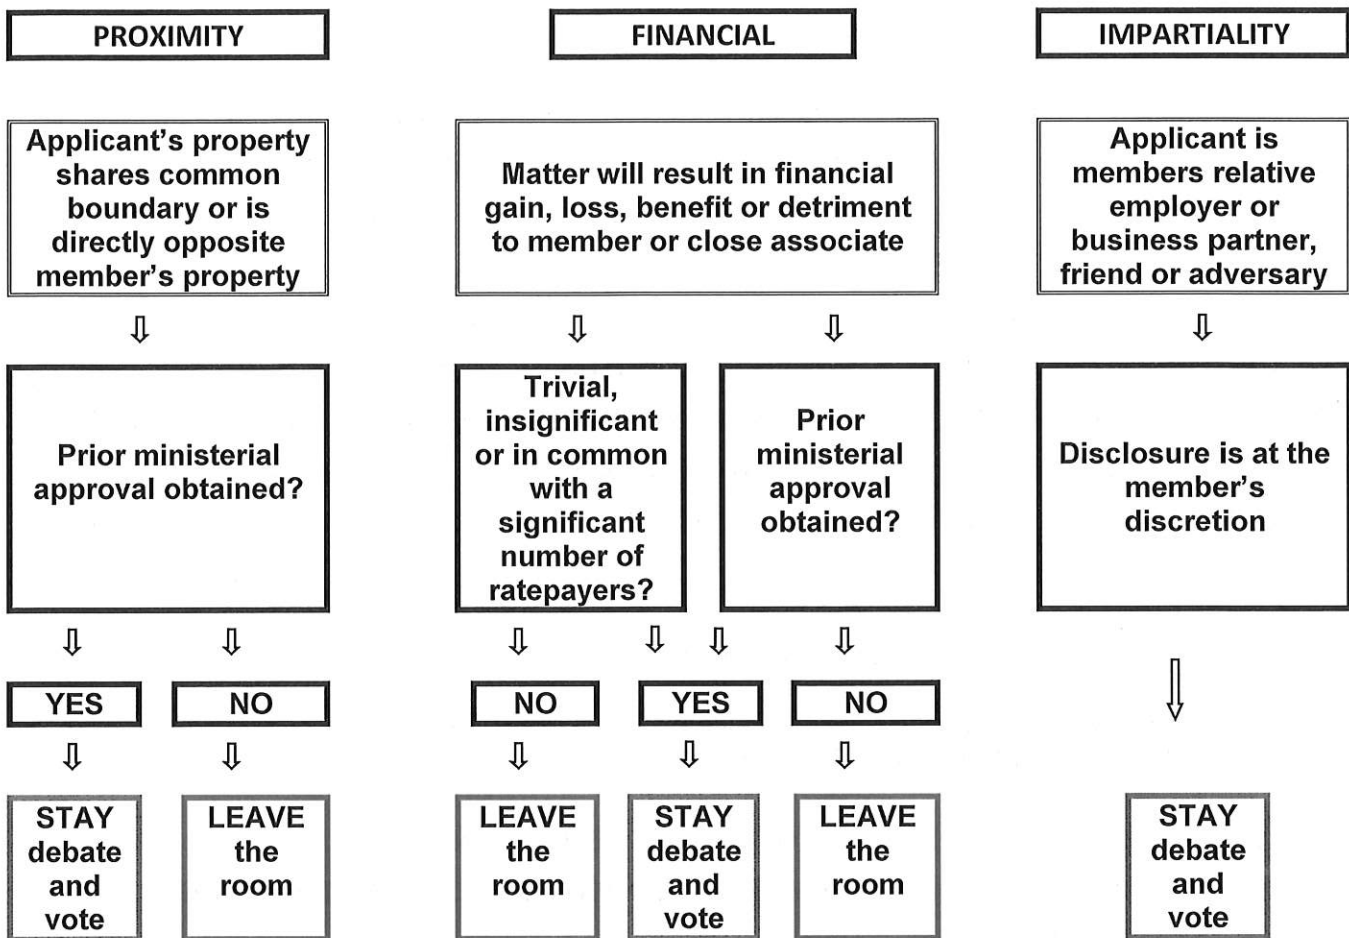 PROXIMITY
FINANCIAL
IMPARTIALITY
Applicant's property
shares common
boundary or is
directly opposite
member's property
Matter will result in financial
gain, loss, benefit or detriment
to member or close associate
Applicant is
members relative
employer or
business partner,
friend or adversary
Prior ministerial
approval obtained?
Trivial,
insignificant
or in common
with a
significant
number of
ratepayers?
Prior
ministerial
approval
obtained?
Disclosure is at the
member's
discretion
YES
NO
NO
YES
NO
STAY
debate
and
vote
LEAVE
the
room
LEAVE
the
room
STAY
debate
and
vote
LEAVE
the
room
STAY
debate
and
vote